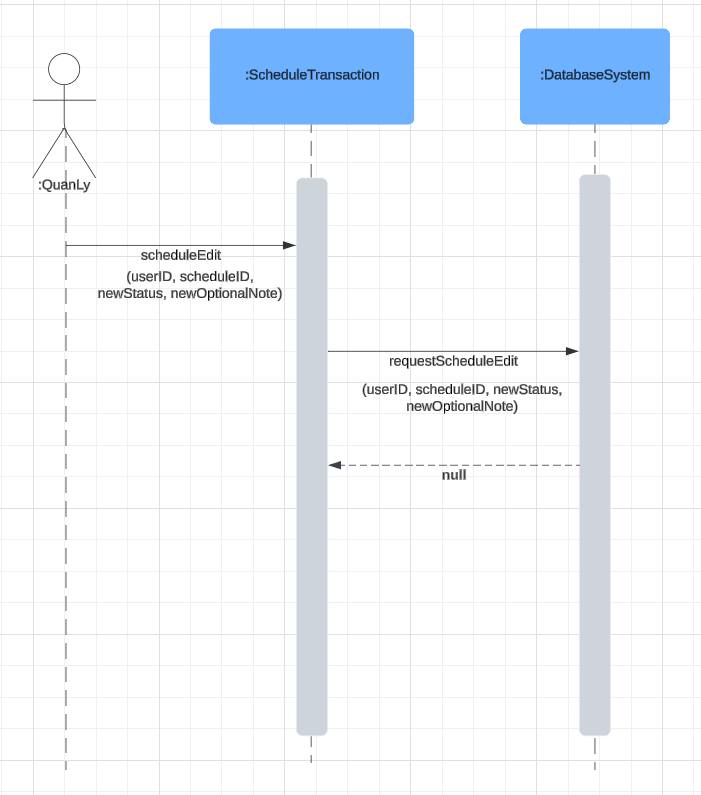 :ScheduleTransaction
:DatabaseSystem
:QuanLy
scheduleEdit
(userID, scheduleID,
newStatus, newOptionalNote)
requestScheduleEdit
(userID, scheduleID, newStatus,
newOptionalNote)
null